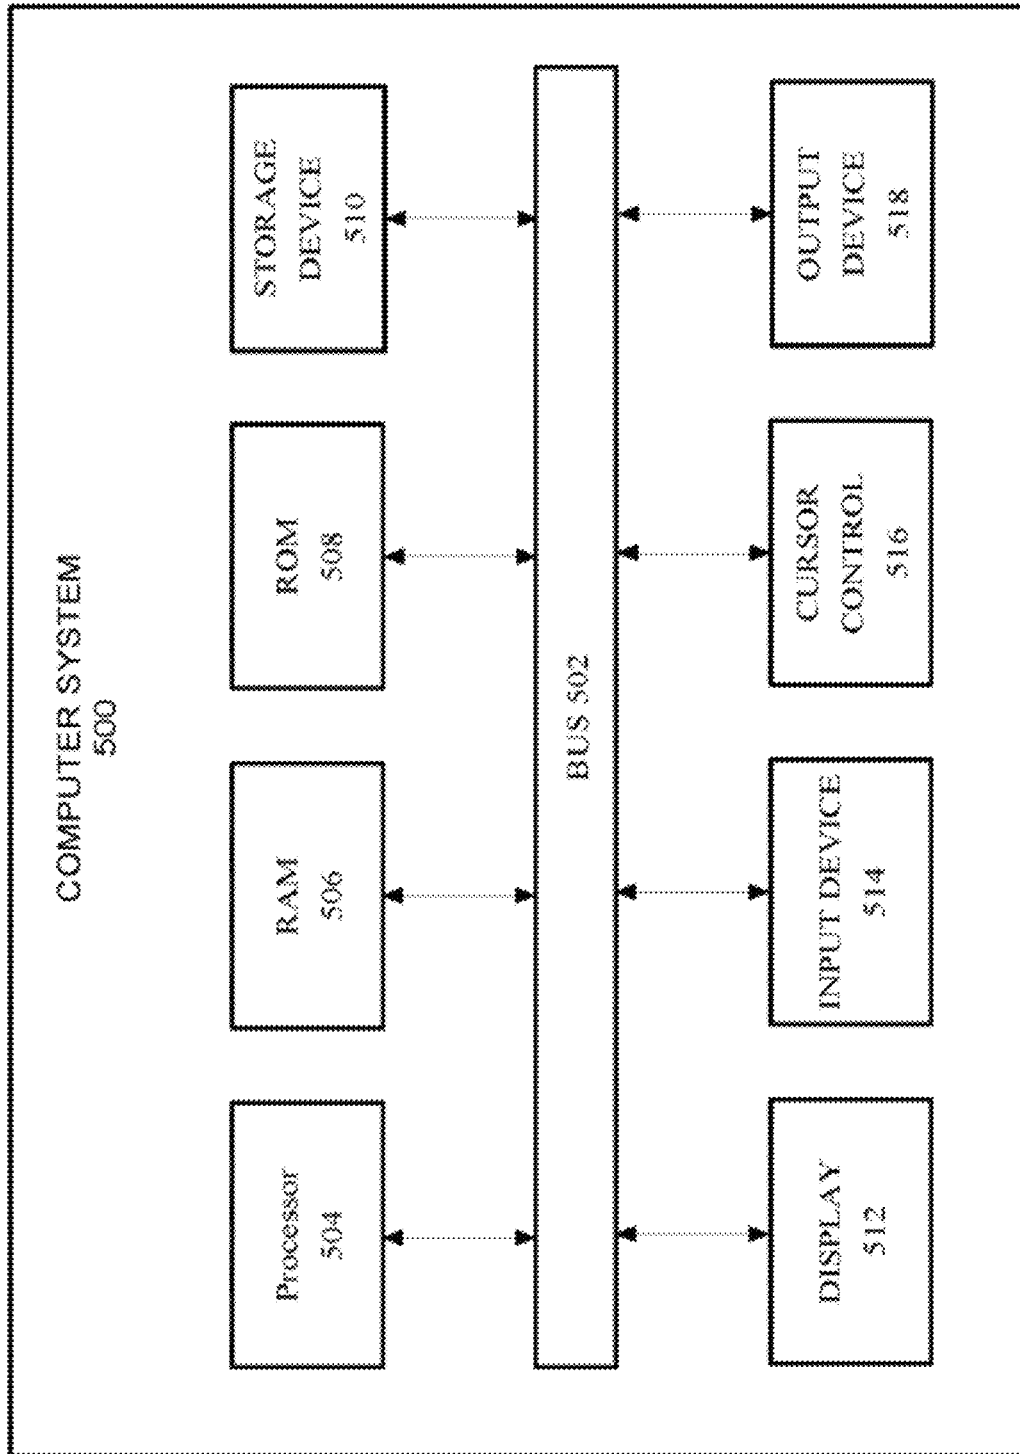 COMPUTER SYSTEM
500
Processor
504
RAM
506
ROM
508
STORAGE
DEVICE
510
BUS 502
DISPLAY
512
INPUT DEVICE
514
CURSOR
CONTROL
516
OUTPUT
DEVICE
518